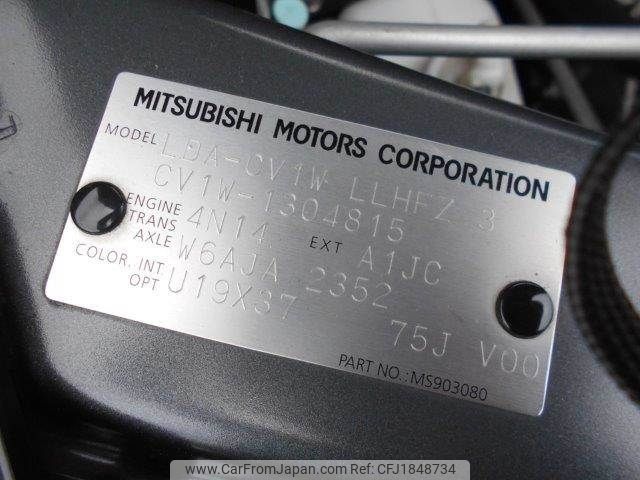 MITSUBISHI MOTORS CORPORATION
MODEL LDA-CV1W LLHFZ 3
CV1W-1304815
ENGINE 4N14 EXT A1JC
TRANS AXLE W6AJA 2352
COLOR, INT OPT U19X37 75J V00
PART NO.:MS903080
www.CarFromJapan.com Ref No: CFJ1848734